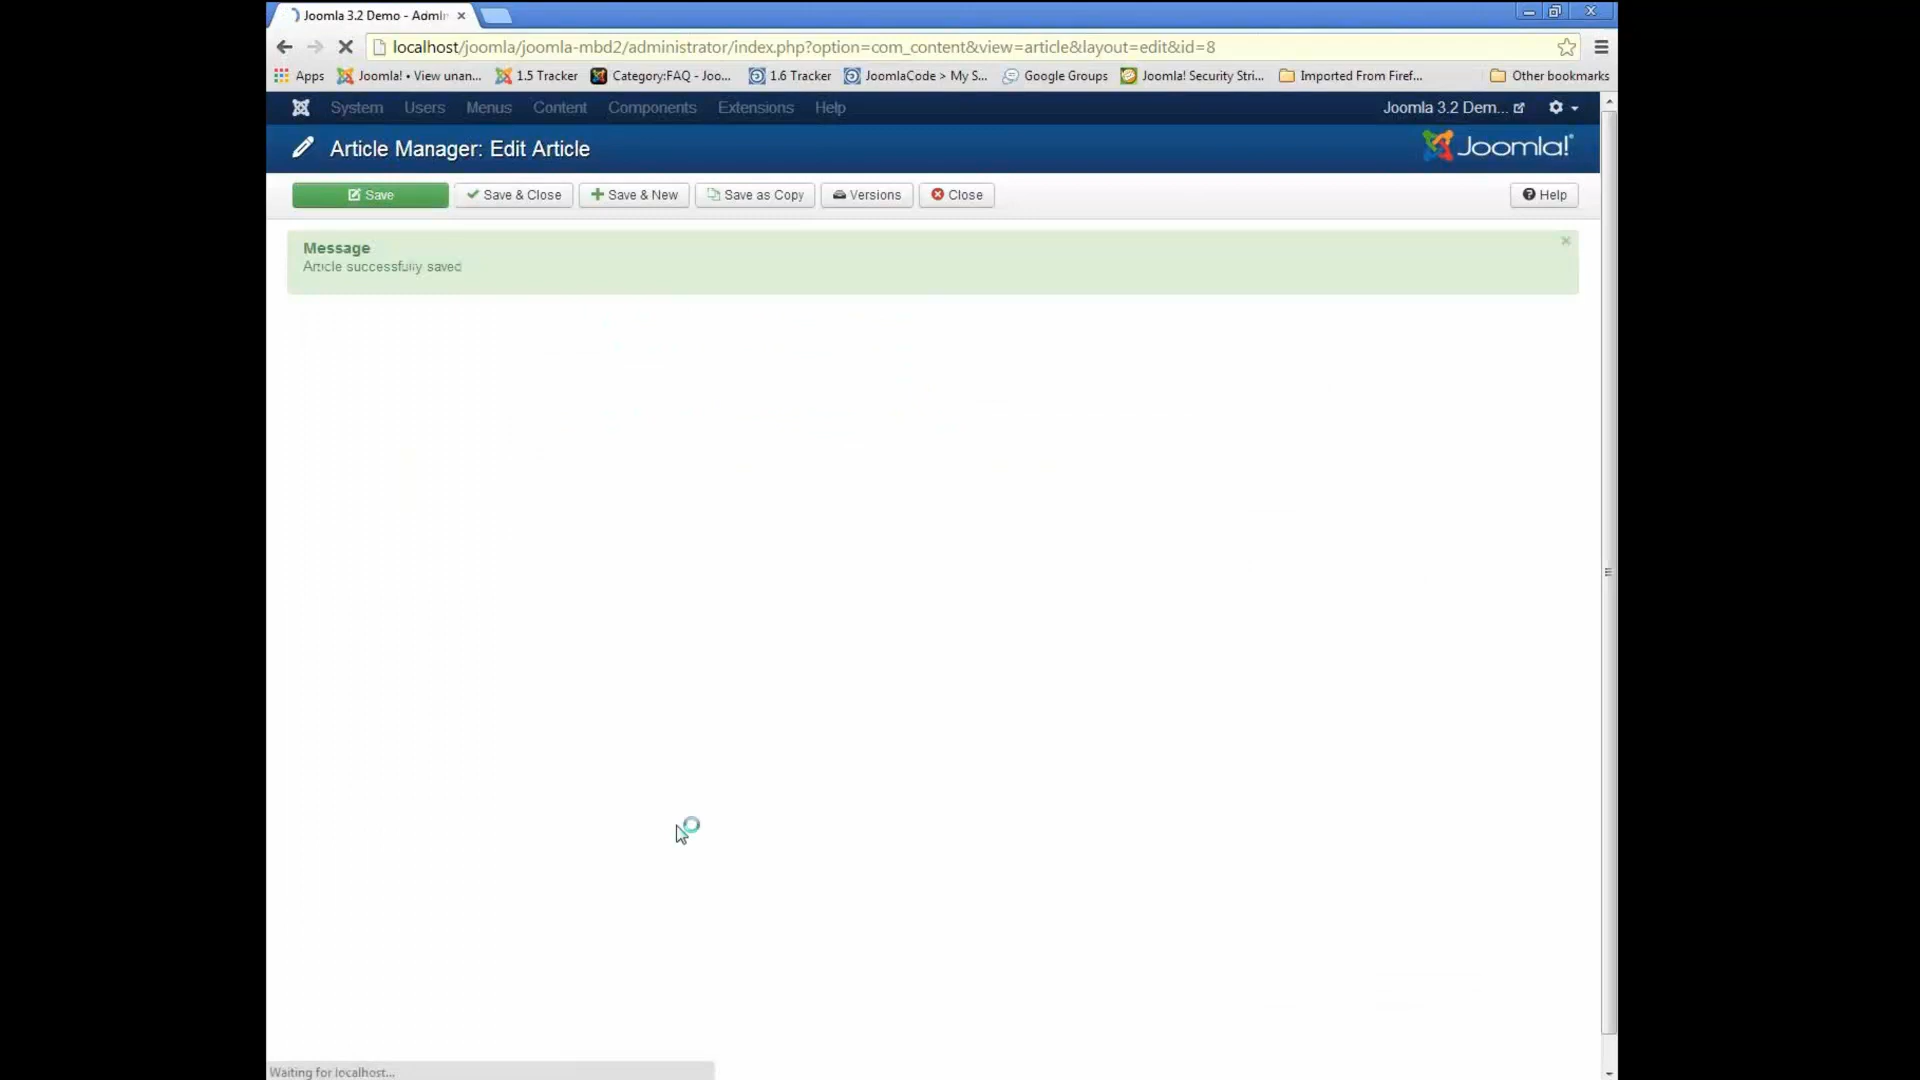 Joomla 3.2 Demo - Admin
localhost/joomla/joomla-mbd2/administrator/index.php?option=com_content&view=article&layout=edit&id=8
Apps Joomla! • View unan... 1.5 Tracker Category:FAQ - Joo... 1.6 Tracker JoomlaCode > My S... Google Groups Joomla! Security Stri... Imported From Firef... Other bookmarks
System Users Menus Content Components Extensions Help Joomla 3.2 Dem...
Article Manager: Edit Article Joomla!
Save Save & Close Save & New Save as Copy Versions Close Help
Message
Article successfully saved
Waiting for localhost...